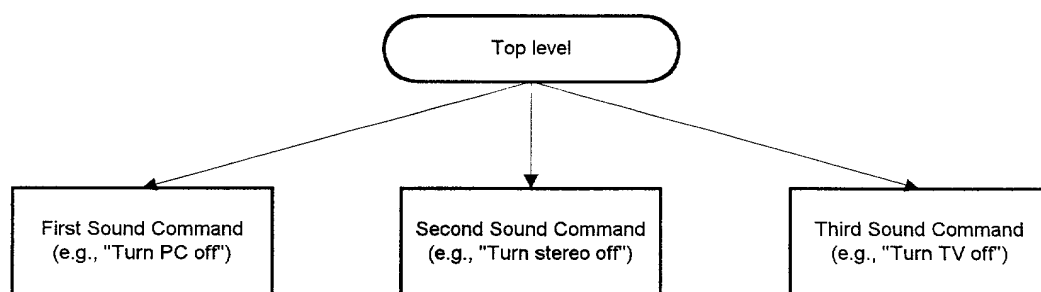 Top level
First Sound Command
(e.g., "Turn PC off")
Second Sound Command
(e.g., "Turn stereo off")
Third Sound Command
(e.g., "Turn TV off")